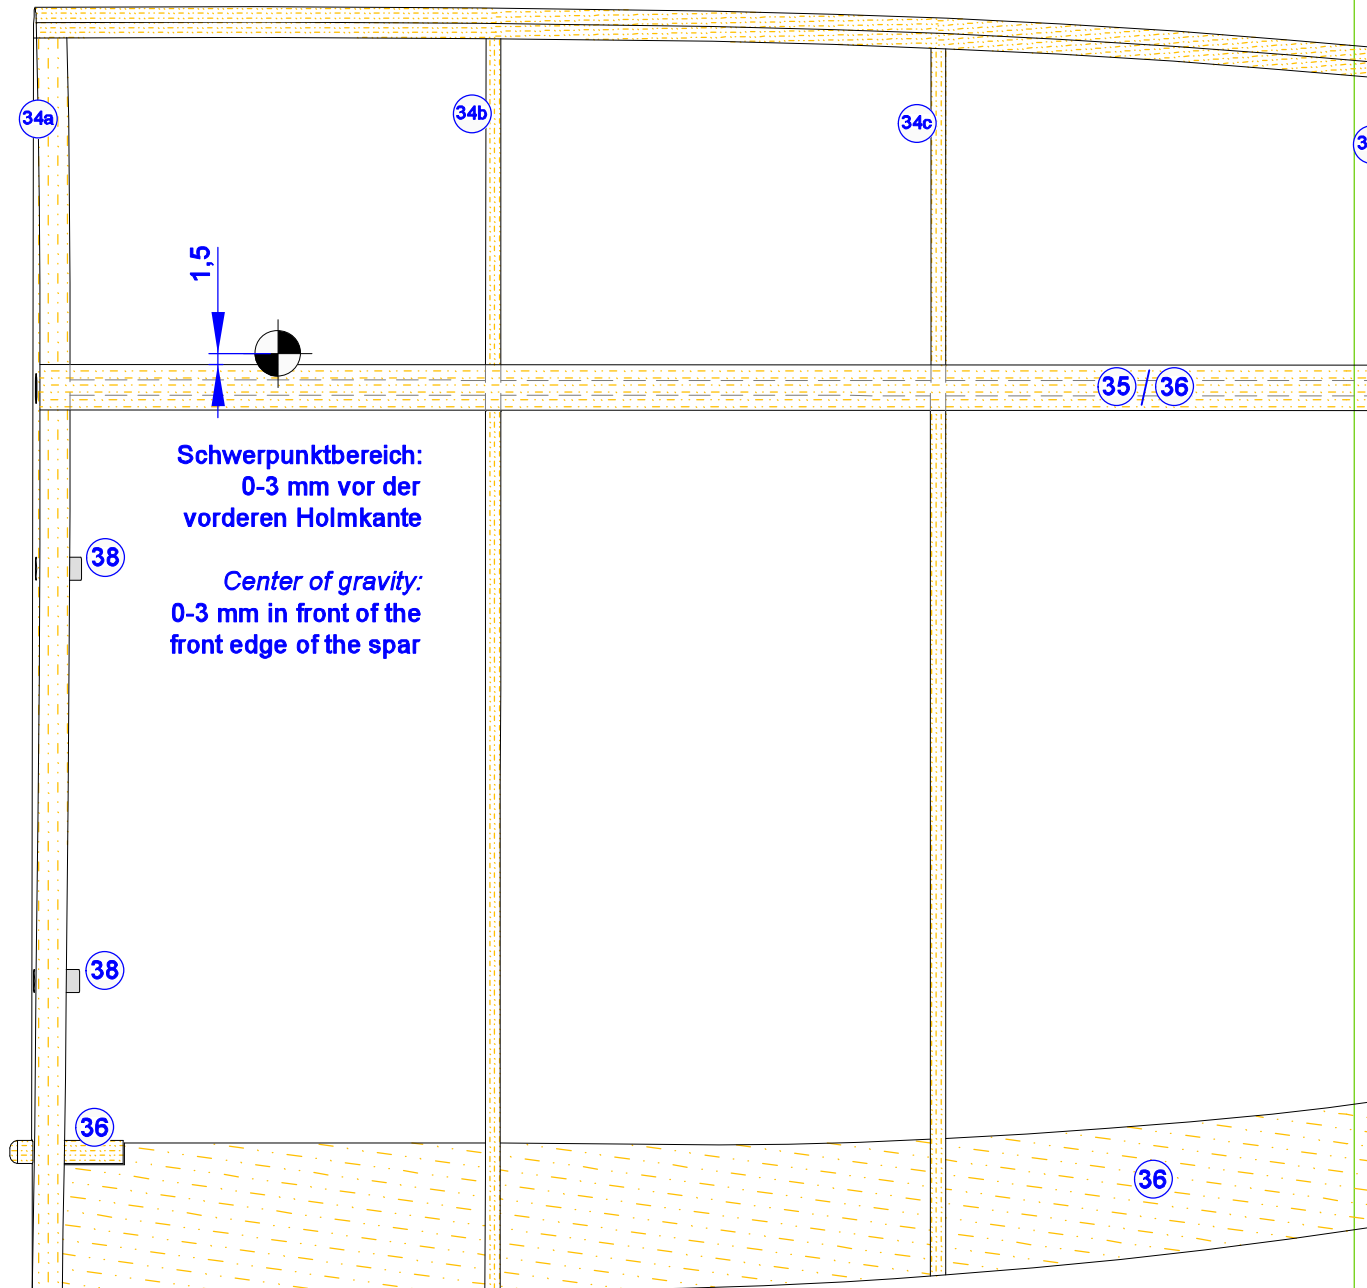 34a
34b
34c
3
1,5
35 / 36
Schwerpunktbereich:
0-3 mm vor der
vorderen Holmkante
38
Center of gravity:
0-3 mm in front of the
front edge of the spar
38
36
36